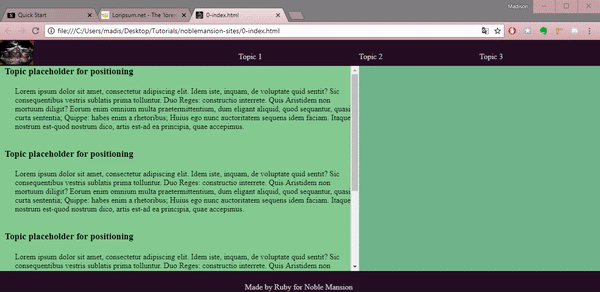 Madison
Quick Start
Loripsum.net - The 'lorem
0-index.html
file:///C:/Users/madis/Desktop/Tutorials/noblemansion-sites/0-index.html
Topic 1 Topic 2 Topic 3
Topic placeholder for positioning
Lorem ipsum dolor sit amet, consectetur adipiscing elit. Idem iste, inquam, de voluptate quid sentit? Sic
consequentibus vestris sublatis prima tolluntur. Duo Reges: constructio interrete. Quis Aristidem non
mortuum diligit? Eorum enim omnium multa praetermittentium, dum eligant aliquid, quod sequantur, quasi
curta sententia; Quippe: habes enim a rhetoribus; Huius ego nunc auctoritatem sequens idem faciam. Itaque
nostrum est-quod nostrum dico, artis est-ad ea principia, quae accepimus.
Topic placeholder for positioning
Lorem ipsum dolor sit amet, consectetur adipiscing elit. Idem iste, inquam, de voluptate quid sentit? Sic
consequentibus vestris sublatis prima tolluntur. Duo Reges: constructio interrete. Quis Aristidem non
mortuum diligit? Eorum enim omnium multa praetermittentium, dum eligant aliquid, quod sequantur, quasi
curta sententia; Quippe: habes enim a rhetoribus; Huius ego nunc auctoritatem sequens idem faciam. Itaque
nostrum est-quod nostrum dico, artis est-ad ea principia, quae accepimus.
Topic placeholder for positioning
Lorem ipsum dolor sit amet, consectetur adipiscing elit. Idem iste, inquam, de voluptate quid sentit? Sic
consequentibus vestris sublatis prima tolluntur. Duo Reges: constructio interrete. Quis Aristidem non
Made by Ruby for Noble Mansion